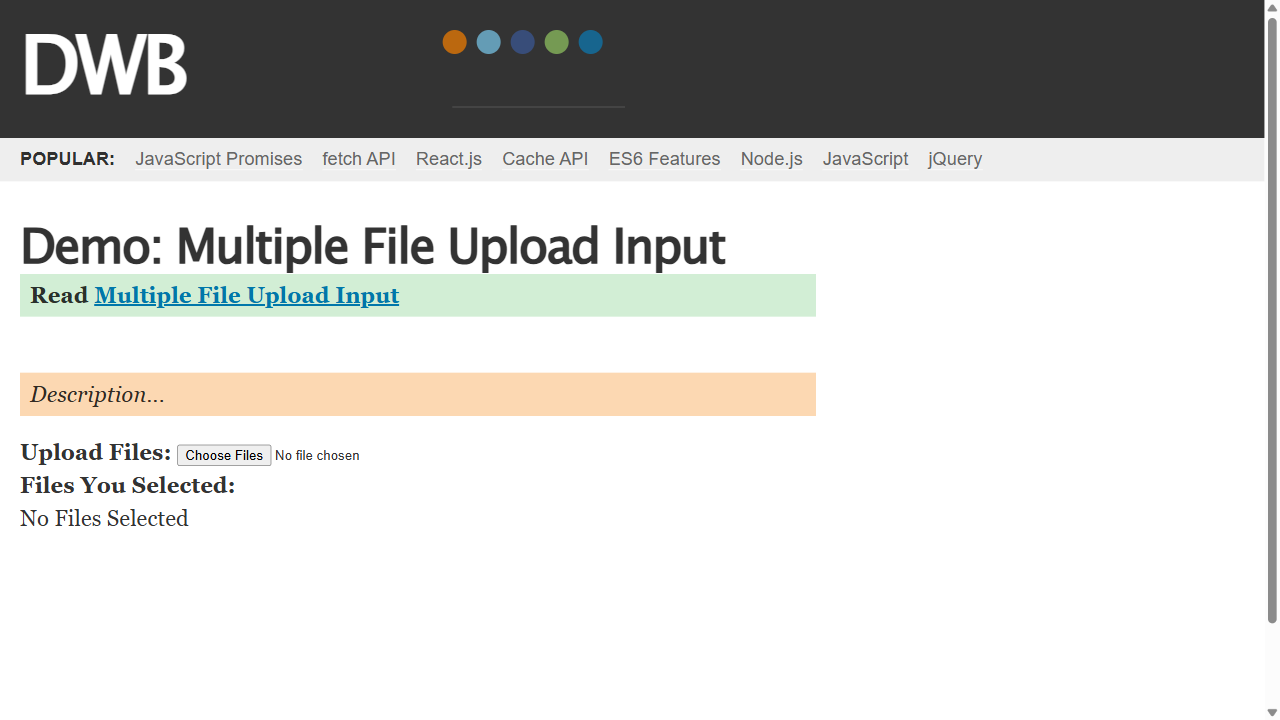 DWB
POPULAR: JavaScript Promises fetch API React.js Cache API ES6 Features Node.js JavaScript jQuery
Demo: Multiple File Upload Input
Read Multiple File Upload Input
Description...
Upload Files: Choose Files No file chosen
Files You Selected:
No Files Selected